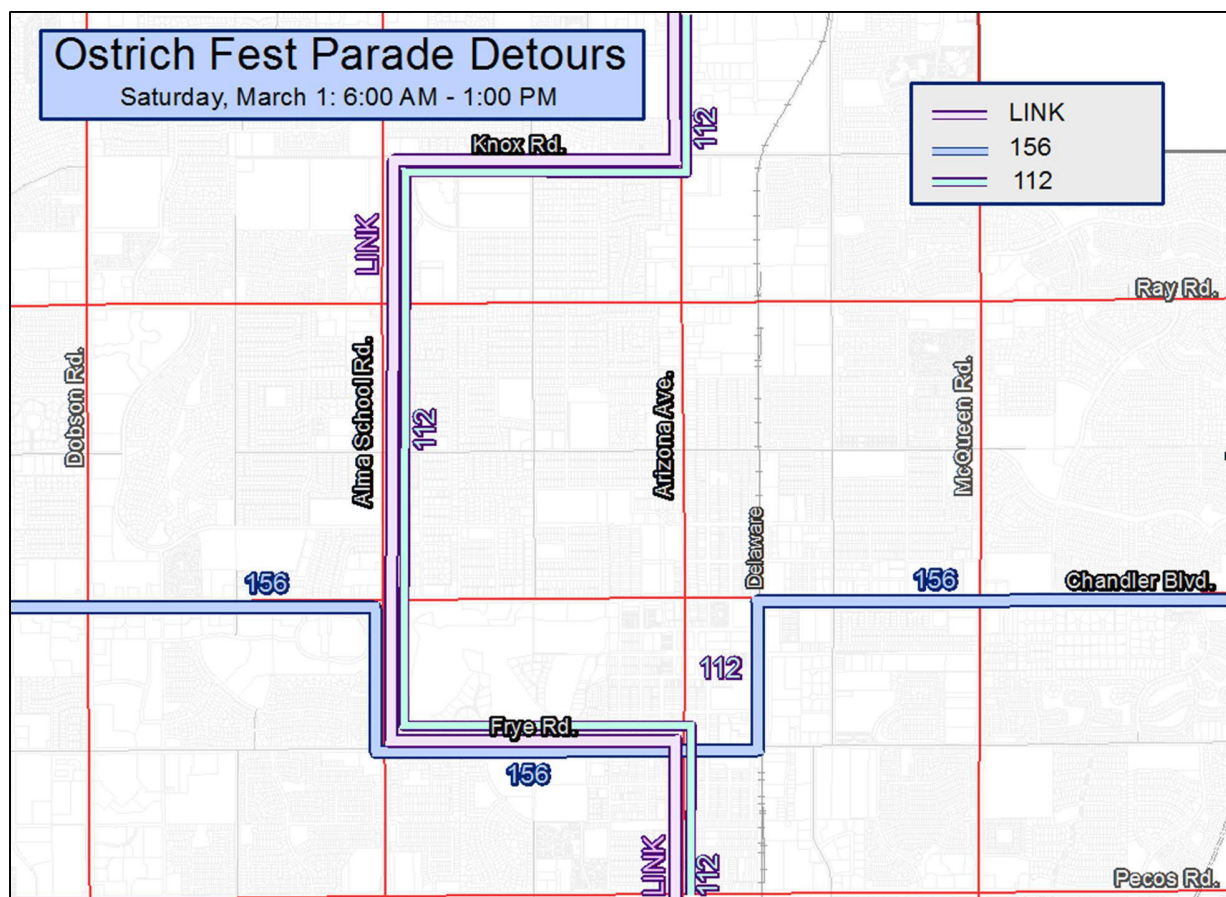 Ostrich Fest Parade Detours
Saturday, March 1: 6:00 AM - 1:00 PM
LINK
156
112
112
Knox Rd.
LINK
Ray Rd.
Dobson Rd.
Alma School Rd.
112
Arizona Ave.
McQueen Rd.
Delaware
156
156
Chandler Blvd.
112
Frye Rd.
156
LINK
112
Pecos Rd.